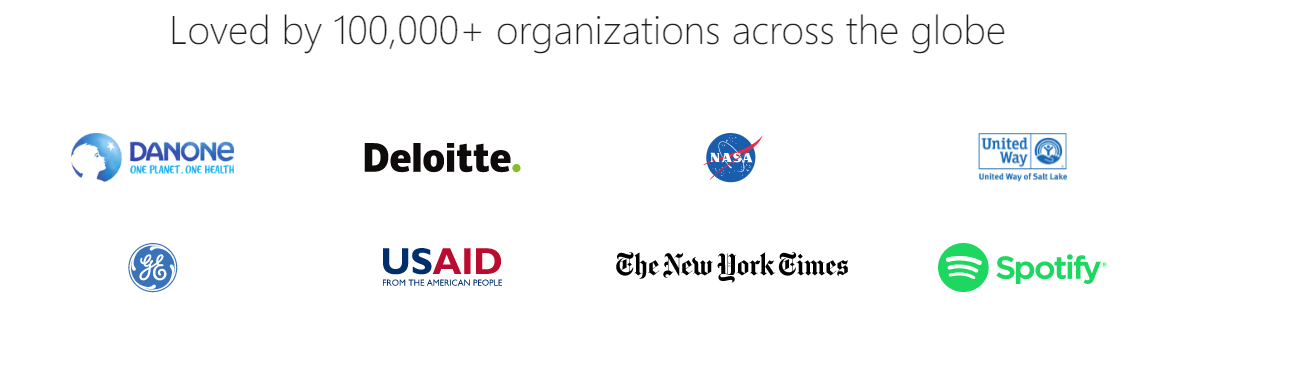 Loved by 100,000+ organizations across the globe
DANONE
ONE PLANET. ONE HEALTH
Deloitte.
NASA
United
Way
United Way of Salt Lake
GE
USAID
FROM THE AMERICAN PEOPLE
The New York Times
Spotify®